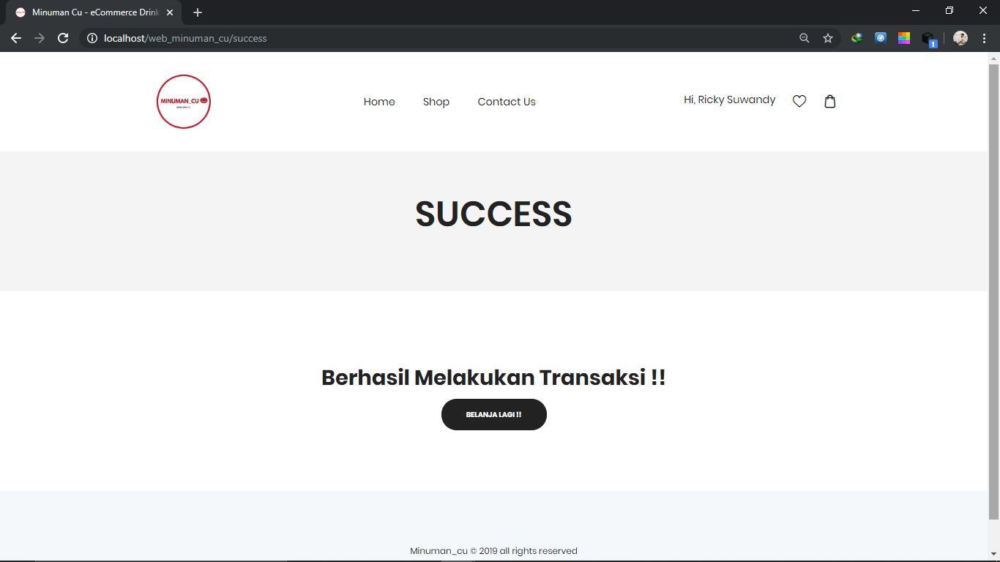 Minuman Cu - eCommerce Drink
localhost/web_minuman_cu/success
1
MINUMAN_CU
Home Shop Contact Us
Hi, Ricky Suwandy
SUCCESS
Berhasil Melakukan Transaksi !!
BELANJA LAGI !!
Minuman_cu © 2019 all rights reserved